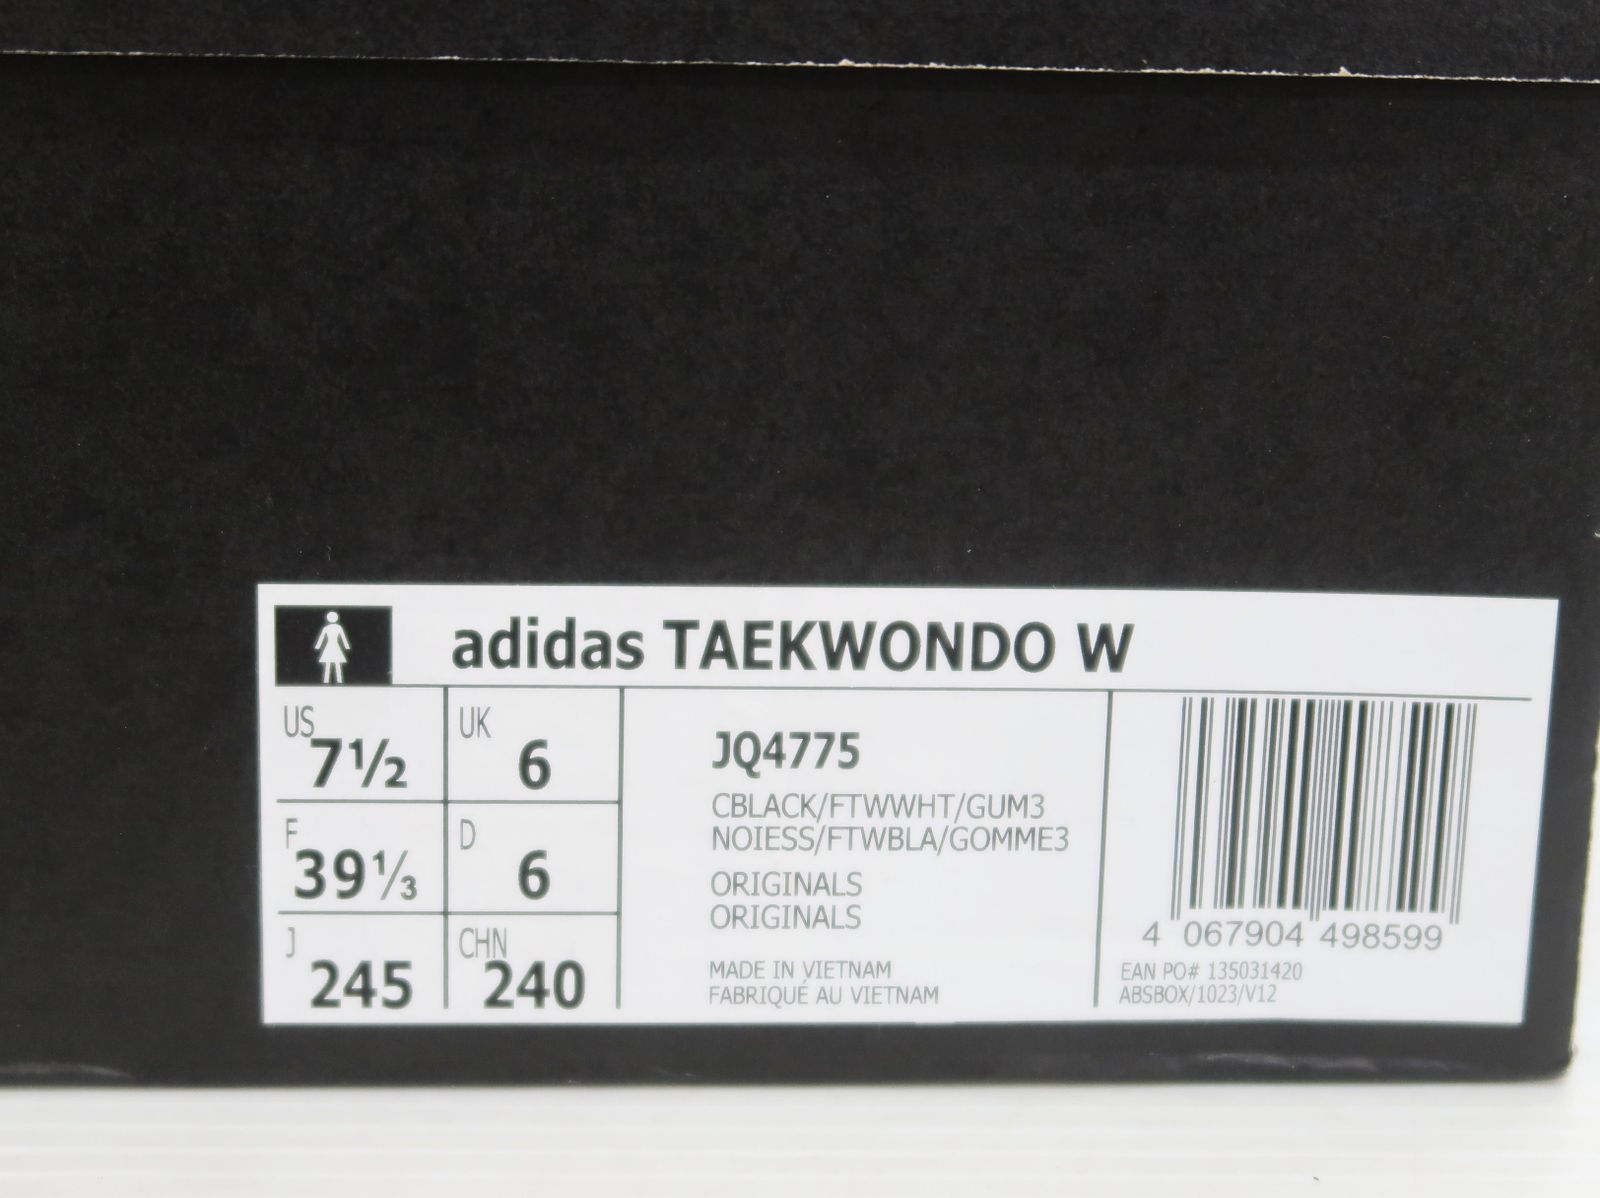 adidas TAEKWONDO W
US 7½
UK 6
F 39⅓
D 6
J 245
CHN 240
JQ4775
CBLACK/FTWWHT/GUM3
NOIESS/FTWBLA/GOMME3
ORIGINALS
ORIGINALS
MADE IN VIETNAM
FABRIQUÉ AU VIETNAM
4 067904 498599
EAN PO# 135031420
ABSBOX/1023/V12